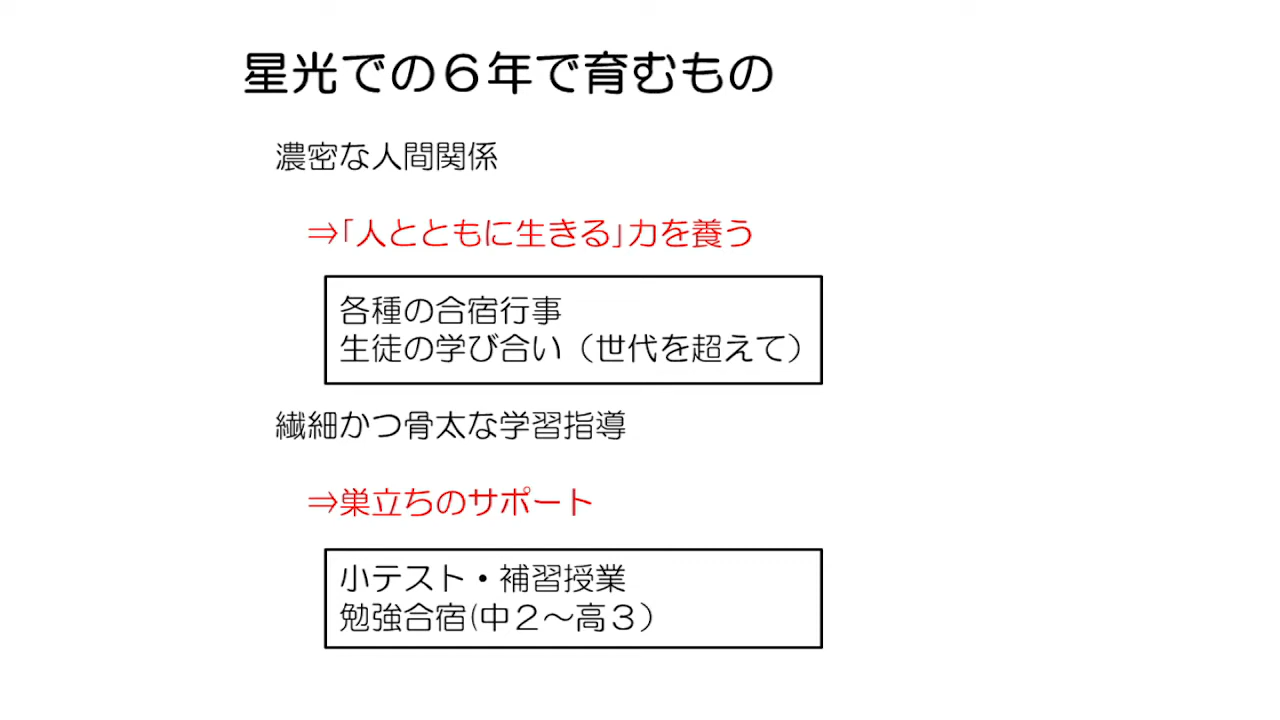 星光での６年で育むもの
濃密な人間関係
⇒｢人とともに生きる｣力を養う
各種の合宿行事
生徒の学び合い（世代を超えて）
繊細かつ骨太な学習指導
⇒巣立ちのサポート
小テスト・補習授業
勉強合宿(中２～高３）